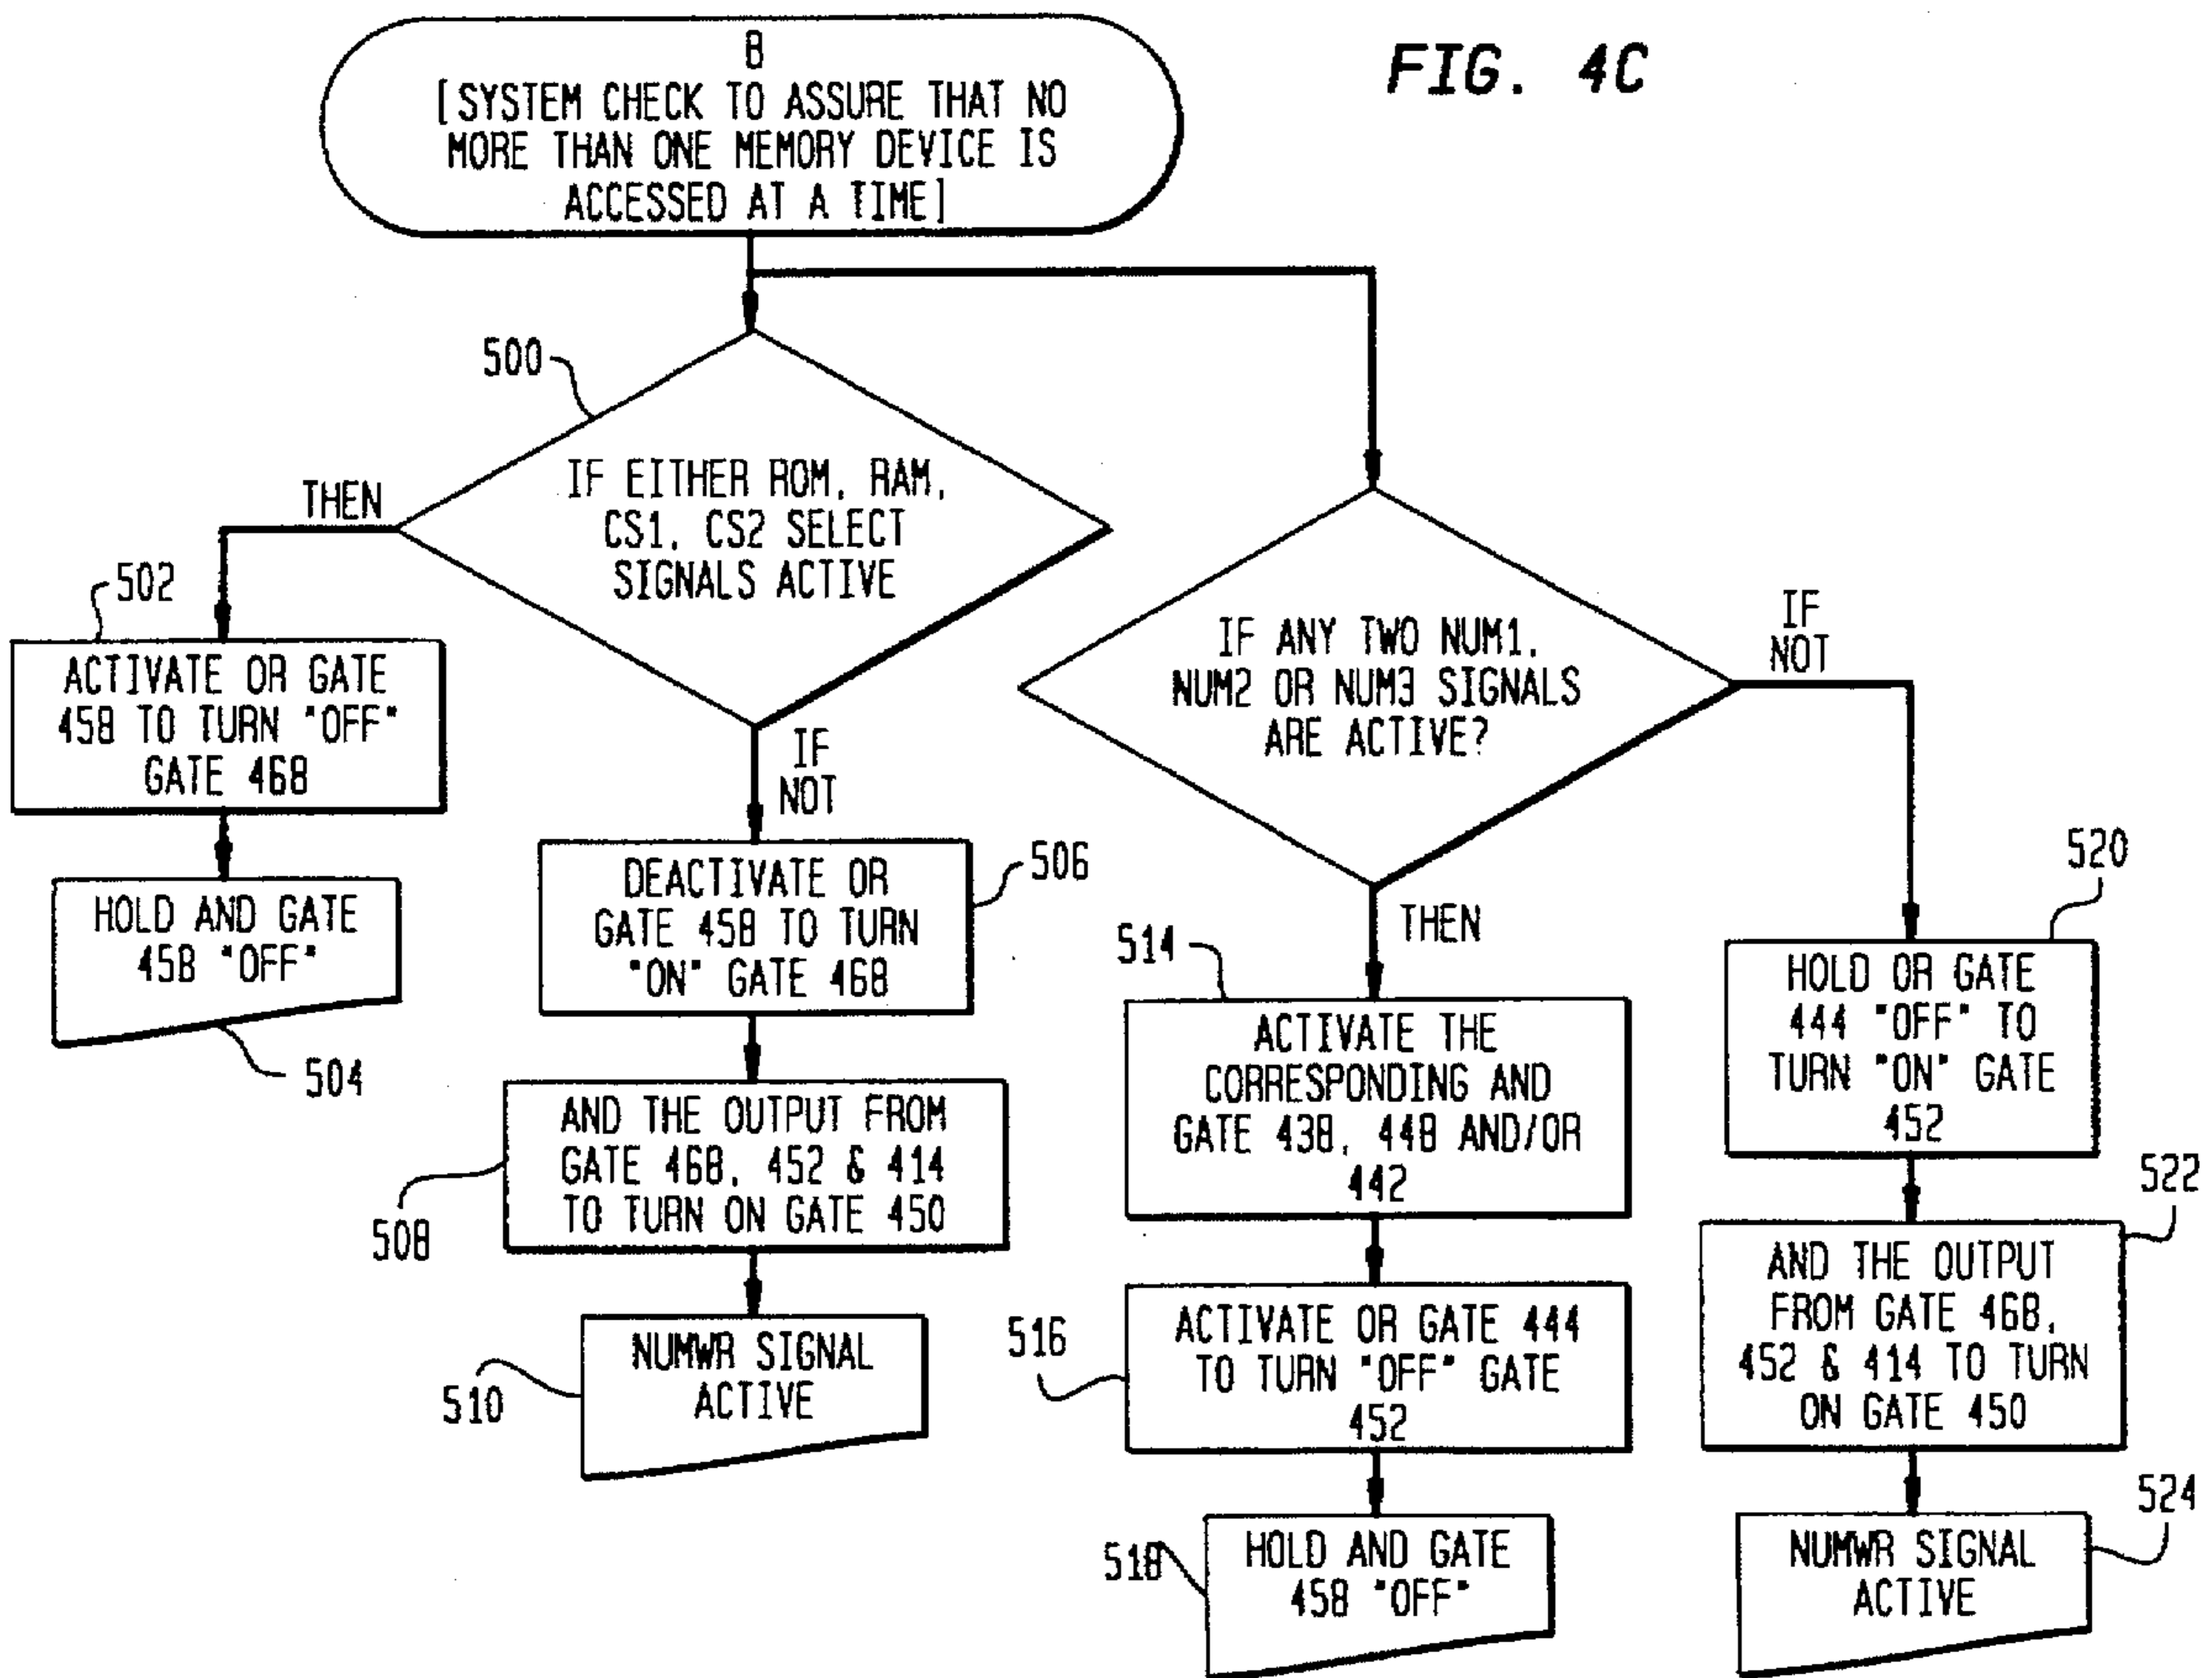 FIG. 4C
B
[SYSTEM CHECK TO ASSURE THAT NO
MORE THAN ONE MEMORY DEVICE IS
ACCESSED AT A TIME]
500
IF EITHER ROM, RAM,
CS1, CS2 SELECT
SIGNALS ACTIVE
THEN
502
ACTIVATE OR GATE
458 TO TURN "OFF"
GATE 468
HOLD AND GATE
458 "OFF"
504
IF
NOT
DEACTIVATE OR
GATE 458 TO TURN
"ON" GATE 468
506
AND THE OUTPUT FROM
GATE 468, 452 & 414
TO TURN ON GATE 450
508
NUMWR SIGNAL
ACTIVE
510
IF ANY TWO NUM1,
NUM2 OR NUM3 SIGNALS
ARE ACTIVE?
THEN
514
ACTIVATE THE
CORRESPONDING AND
GATE 438, 448 AND/OR
442
516
ACTIVATE OR GATE 444
TO TURN "OFF" GATE
452
518
HOLD AND GATE
458 "OFF"
IF
NOT
520
HOLD OR GATE
444 "OFF" TO
TURN "ON" GATE
452
522
AND THE OUTPUT
FROM GATE 468,
452 & 414 TO TURN
ON GATE 450
524
NUMWR SIGNAL
ACTIVE